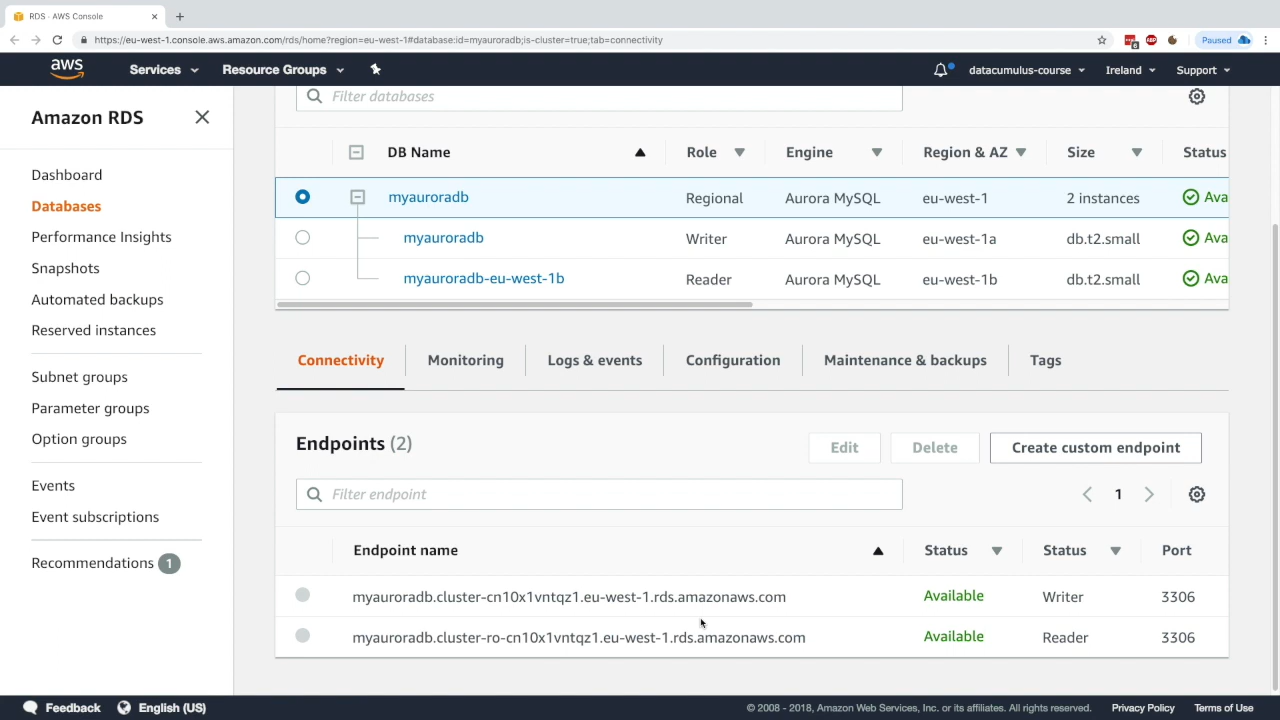 RDS · AWS Console
https://eu-west-1.console.aws.amazon.com/rds/home?region=eu-west-1#database:id=myauroradb;is-cluster=true;tab=connectivity
ABP
Paused
aws Services Resource Groups datacumulus-course Ireland Support
Amazon RDS
Dashboard
Databases
Performance Insights
Snapshots
Automated backups
Reserved instances
Subnet groups
Parameter groups
Option groups
Events
Event subscriptions
Recommendations 1
Filter databases
DB Name Role Engine Region & AZ Size Status
myauroradb Regional Aurora MySQL eu-west-1 2 instances Ava
myauroradb Writer Aurora MySQL eu-west-1a db.t2.small Ava
myauroradb-eu-west-1b Reader Aurora MySQL eu-west-1b db.t2.small Ava
Connectivity Monitoring Logs & events Configuration Maintenance & backups Tags
Endpoints (2) Edit Delete Create custom endpoint
Filter endpoint 1
Endpoint name Status Status Port
myauroradb.cluster-cn10x1vntqz1.eu-west-1.rds.amazonaws.com Available Writer 3306
myauroradb.cluster-ro-cn10x1vntqz1.eu-west-1.rds.amazonaws.com Available Reader 3306
Feedback English (US) © 2008 - 2018, Amazon Web Services, Inc. or its affiliates. All rights reserved. Privacy Policy Terms of Use